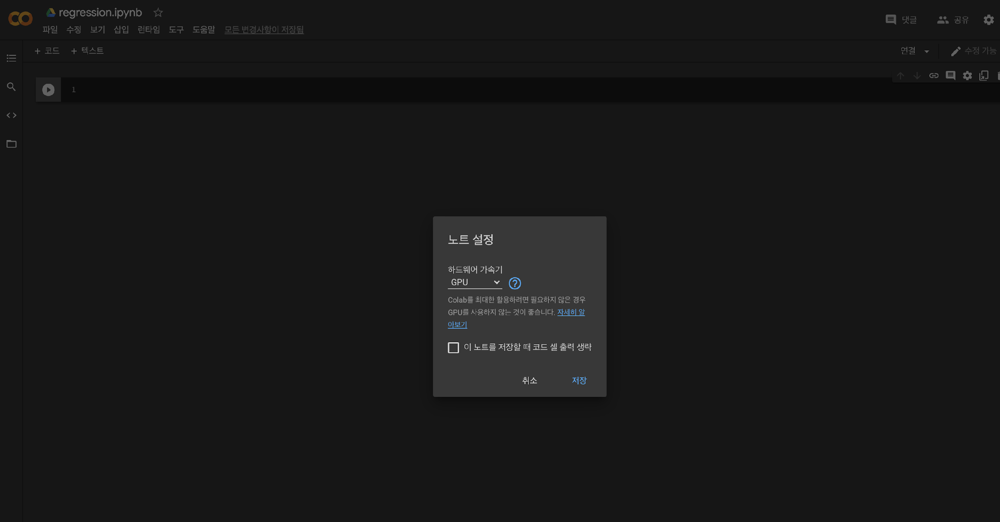 regression.ipynb
댓글
공유
파일 수정 보기 삽입 런타임 도구 도움말 모든 변경사항이 저장됨
+ 코드 + 텍스트
연결
수정 가능
1
노트 설정
하드웨어 가속기
GPU
?
Colab를 최대한 활용하려면 필요하지 않은 경우
GPU를 사용하지 않는 것이 좋습니다. 자세히 알
아보기
이 노트를 저장할 때 코드 셀 출력 생략
취소 저장